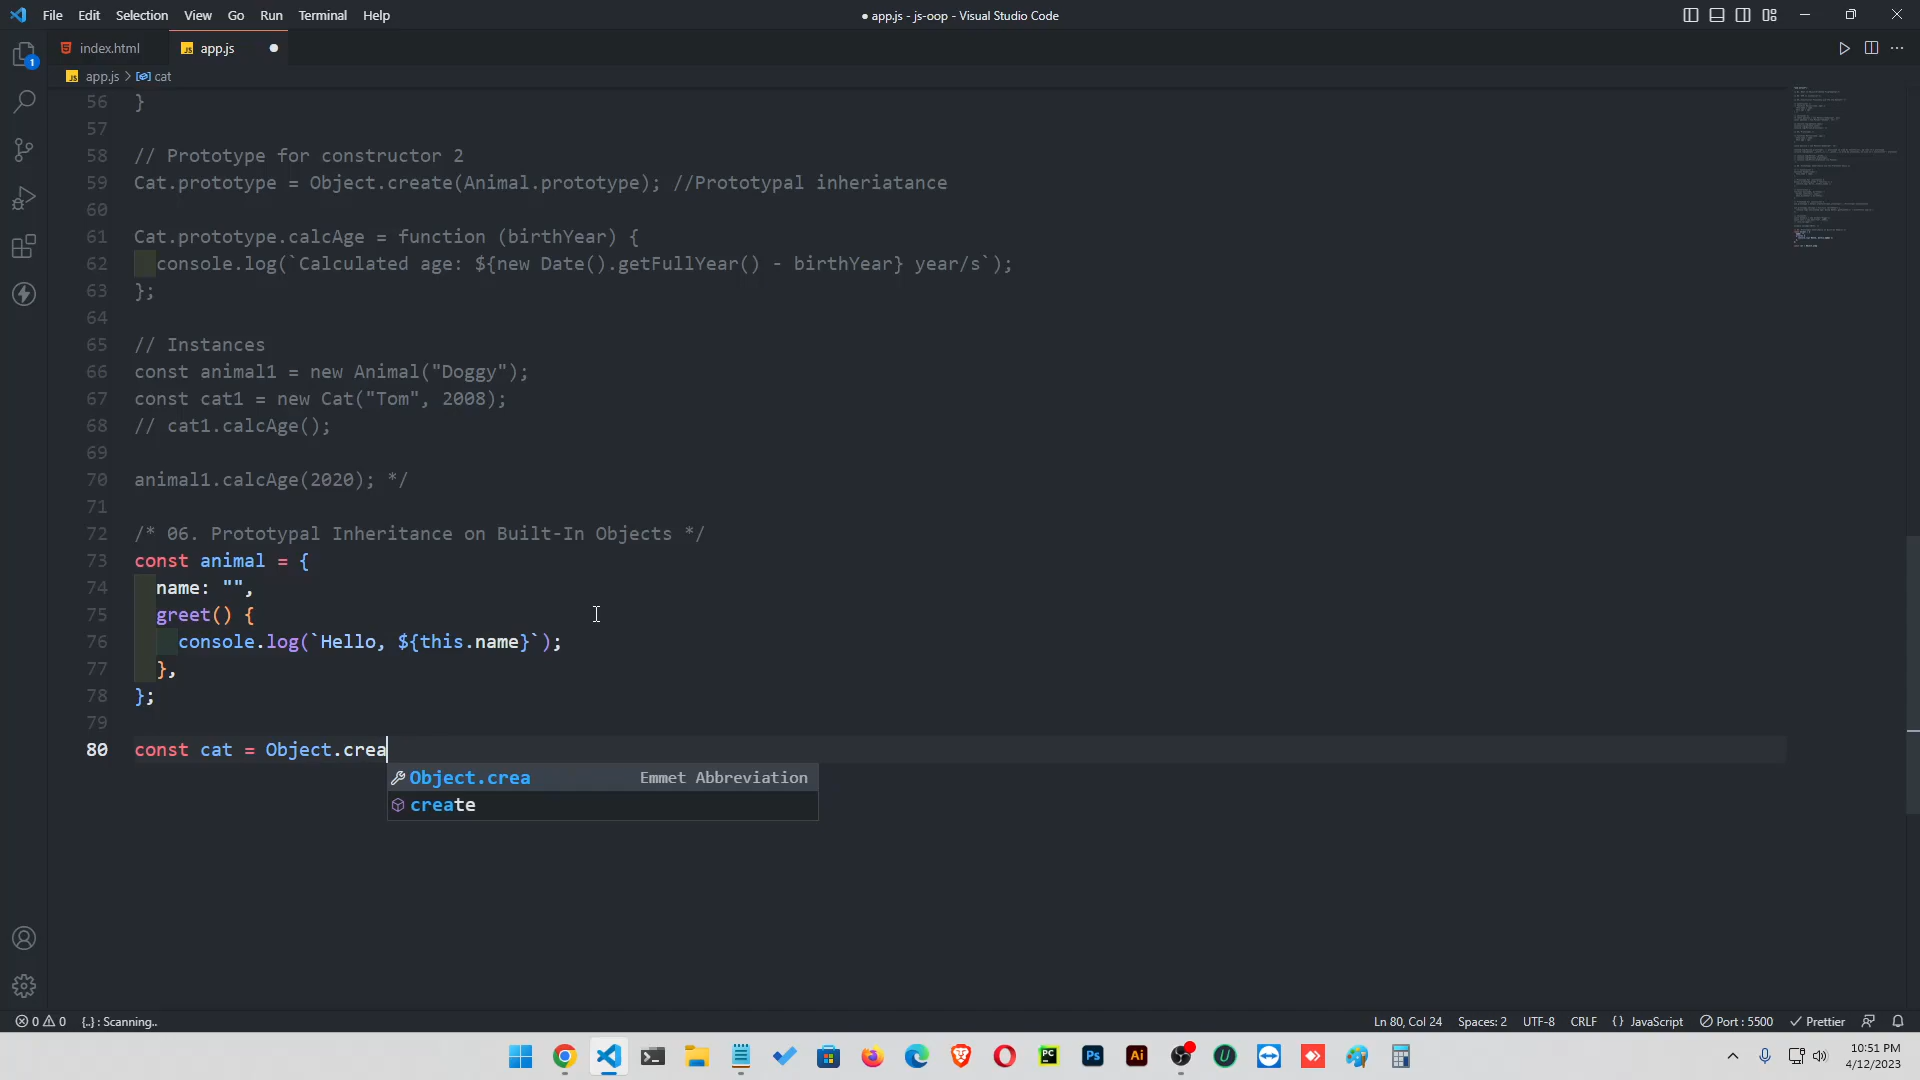 File Edit Selection View Go Run Terminal Help
● app.js - js-oop - Visual Studio Code
1
index.html
JS app.js
JS app.js > cat
56 }
57
58 // Prototype for constructor 2
59 Cat.prototype = Object.create(Animal.prototype); //Prototypal inheriatance
60
61 Cat.prototype.calcAge = function (birthYear) {
62 console.log(`Calculated age: ${new Date().getFullYear() - birthYear} year/s`);
63 };
64
65 // Instances
66 const animal1 = new Animal("Doggy");
67 const cat1 = new Cat("Tom", 2008);
68 // cat1.calcAge();
69
70 animal1.calcAge(2020); */
71
72 /* 06. Prototypal Inheritance on Built-In Objects */
73 const animal = {
74 name: "",
75 greet() {
76 console.log(`Hello, ${this.name}`);
77 },
78 };
79
80 const cat = Object.crea
Object.crea Emmet Abbreviation
create
0 0 {..} : Scanning..
Ln 80, Col 24 Spaces: 2 UTF-8 CRLF {} JavaScript Port : 5500 Prettier
PC Ps Ai U
10:51 PM
4/12/2023